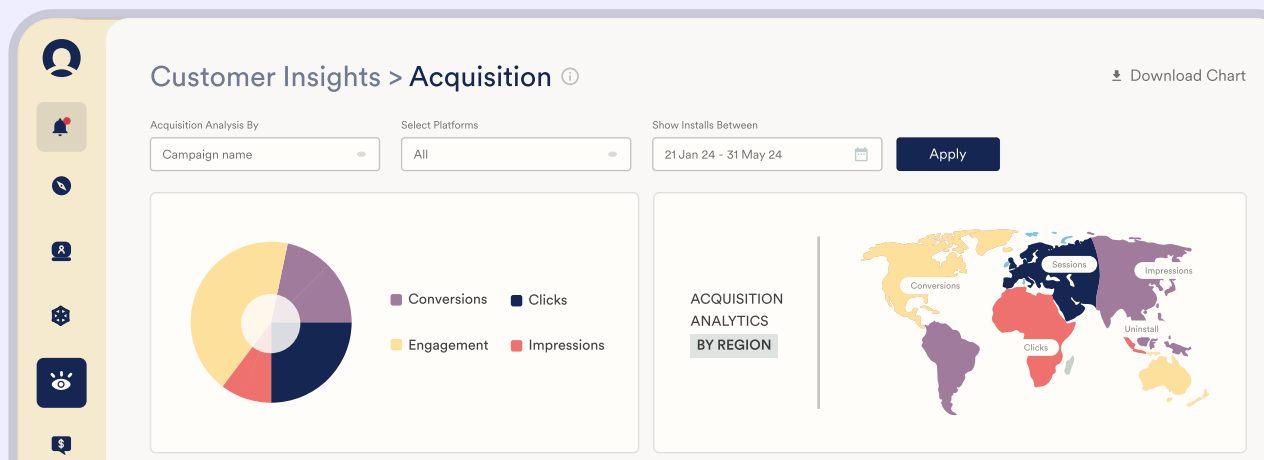 Customer Insights > Acquisition
Download Chart
Acquisition Analysis By
Select Platforms
Show Installs Between
Campaign name
All
21 Jan 24 - 31 May 24
Apply
Conversions
Clicks
Engagement
Impressions
ACQUISITION
ANALYTICS
BY REGION
Sessions
Impressions
Conversions
Uninstall
Clicks
$